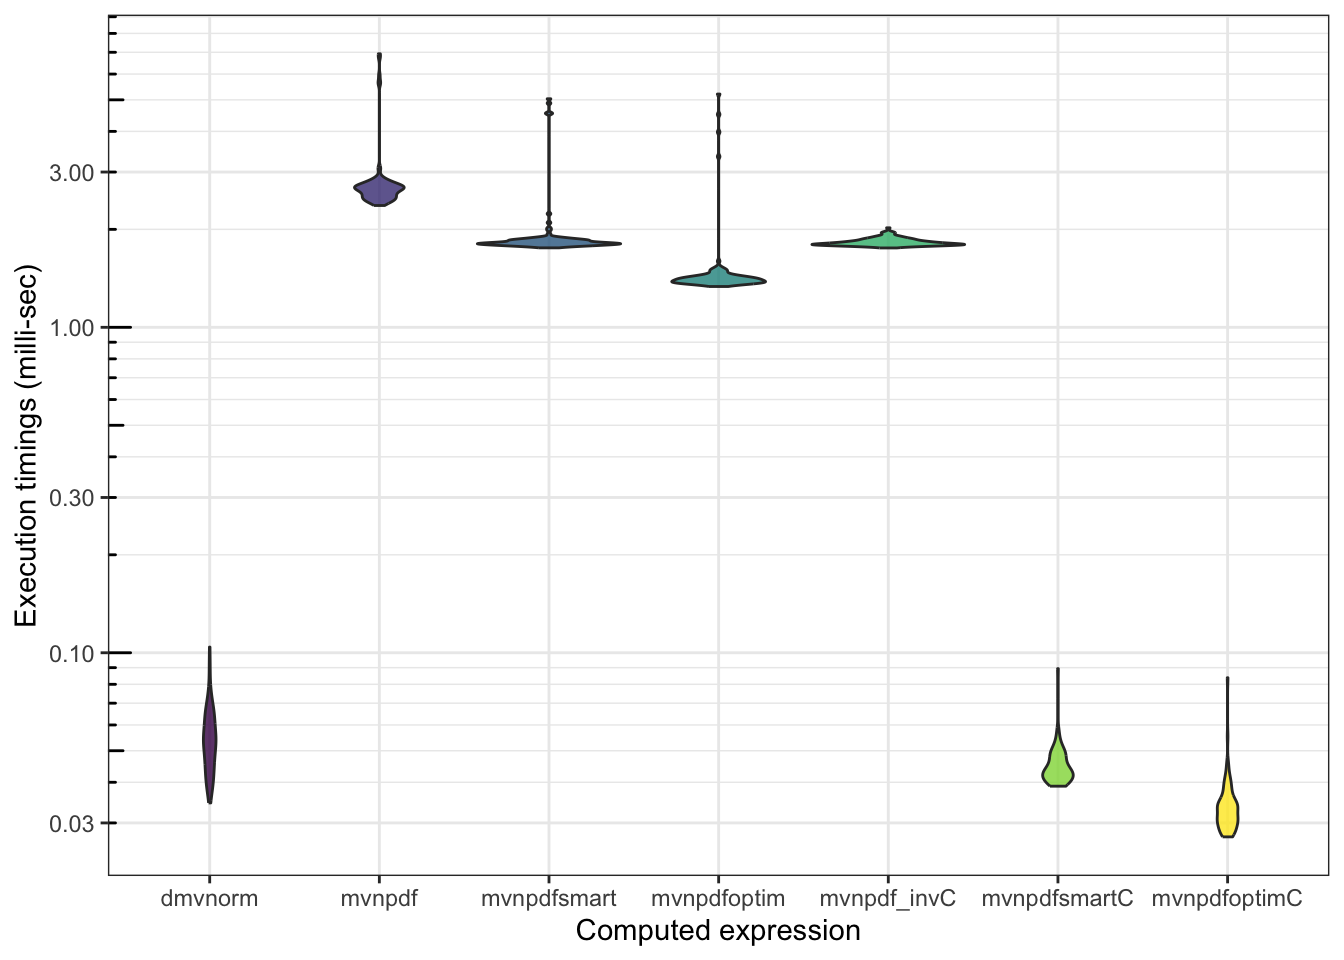 Execution timings (milli-sec)
3.00
1.00
0.30
0.10
0.03
dmvnorm mvnpdf mvnpdfsmart mvnpdfoptim mvnpdf_invC mvnpdfsmartC mvnpdfoptimC
Computed expression